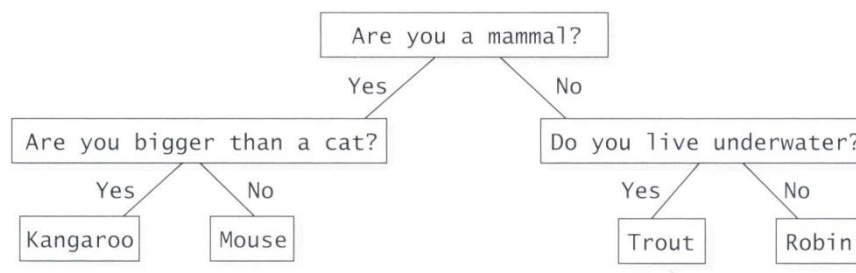 Are you a mammal?
Yes No
Are you bigger than a cat? Do you live underwater?
Yes No Yes No
Kangaroo Mouse Trout Robin